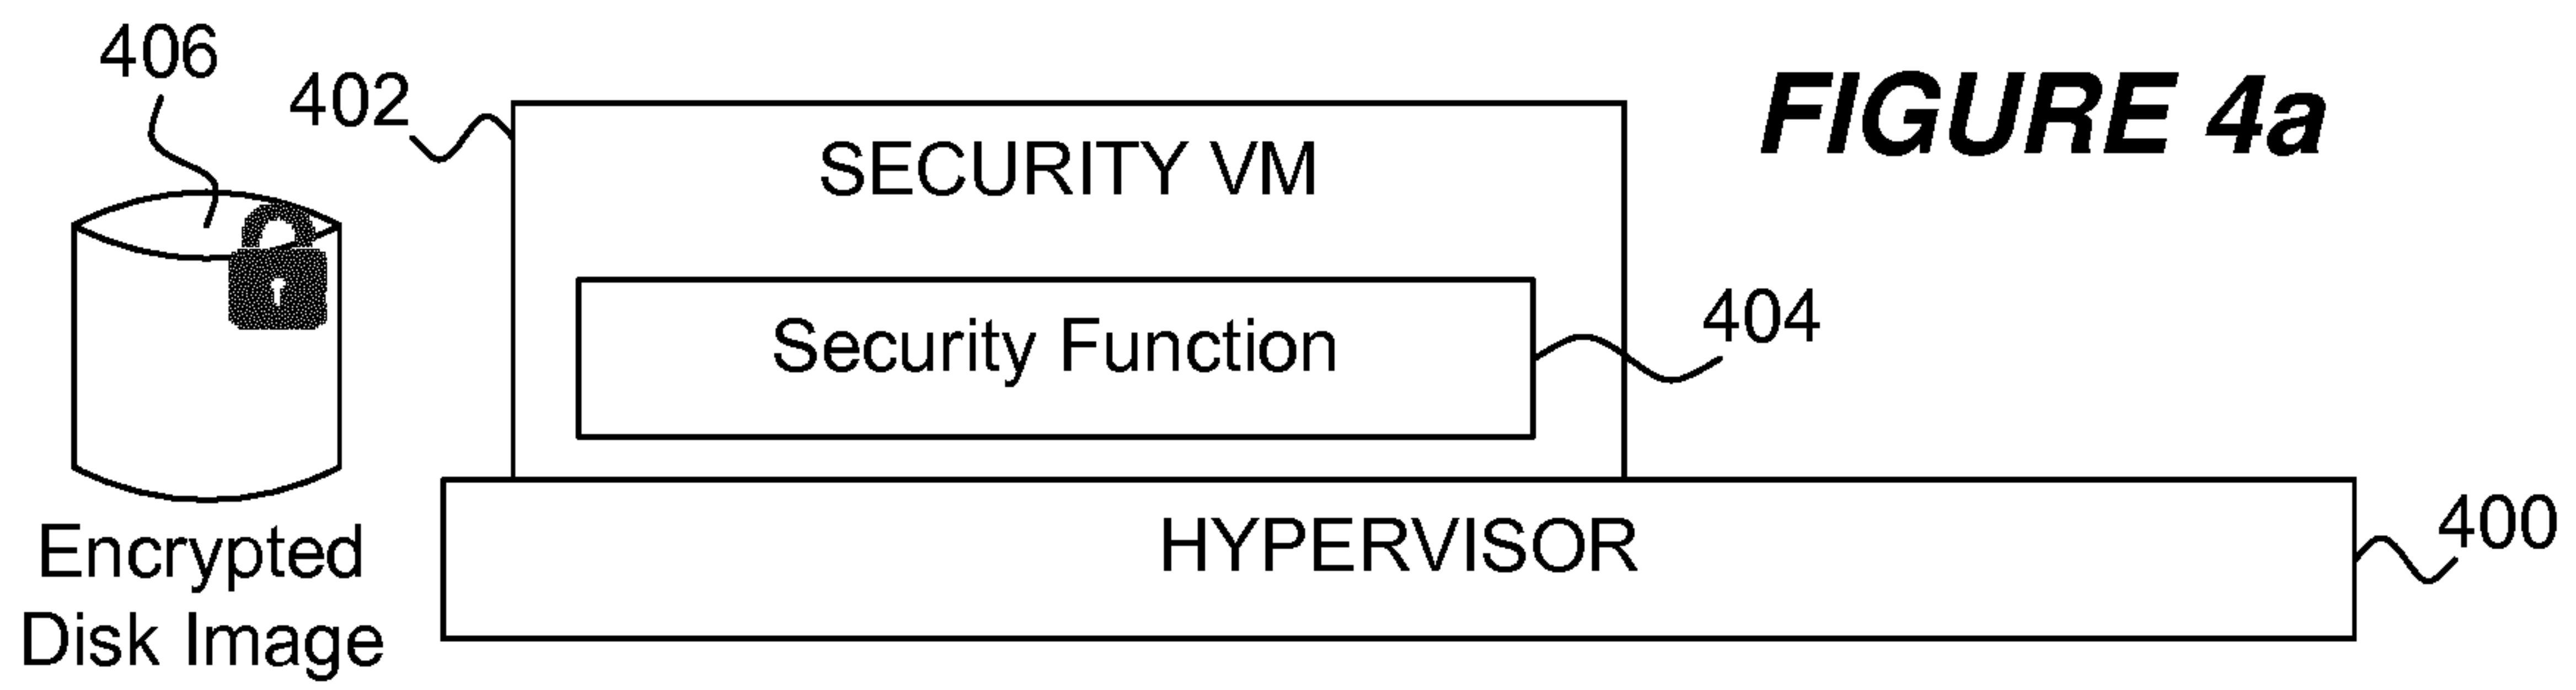 406
402
FIGURE 4a
SECURITY VM
404
Security Function
400
HYPERVISOR
Encrypted
Disk Image